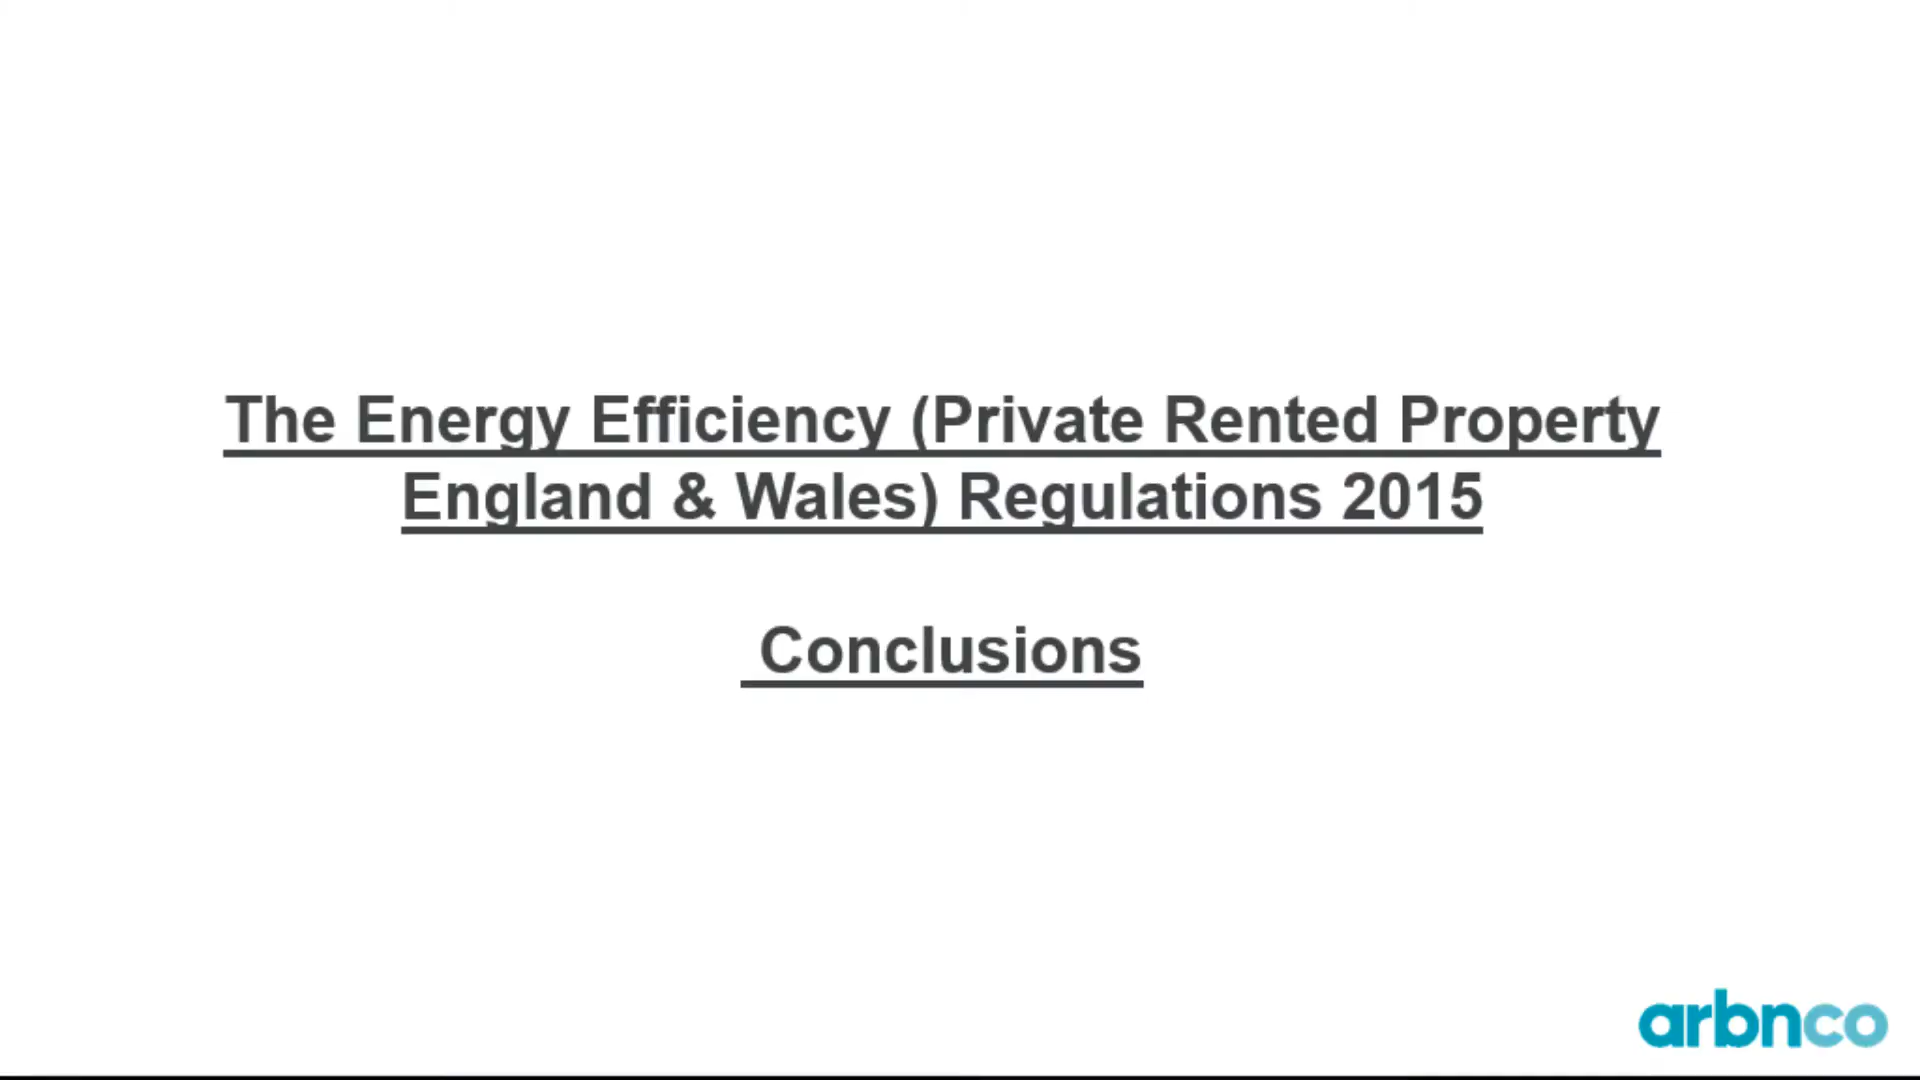 The Energy Efficiency (Private Rented Property
England & Wales) Regulations 2015
Conclusions
arbnco